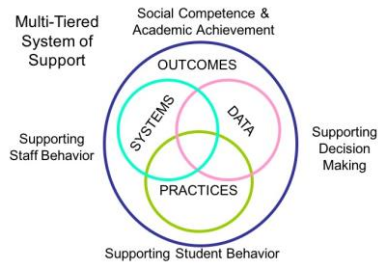 Multi-Tiered
System of
Support
Social Competence &
Academic Achievement
OUTCOMES
SYSTEMS
DATA
Supporting
Staff Behavior
Supporting
Decision
Making
PRACTICES
Supporting Student Behavior